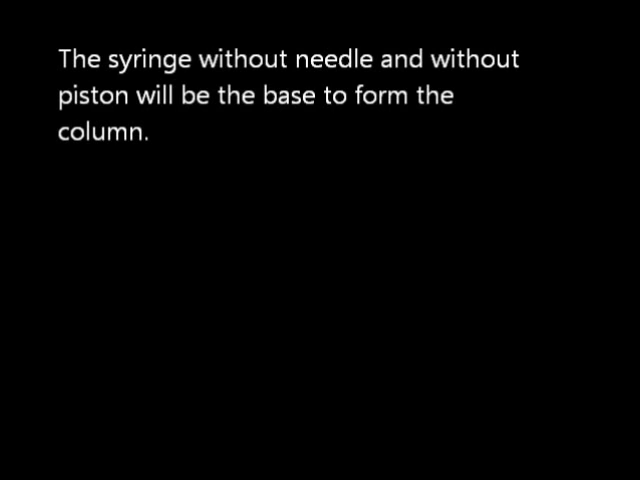 The syringe without needle and without
piston will be the base to form the
column.